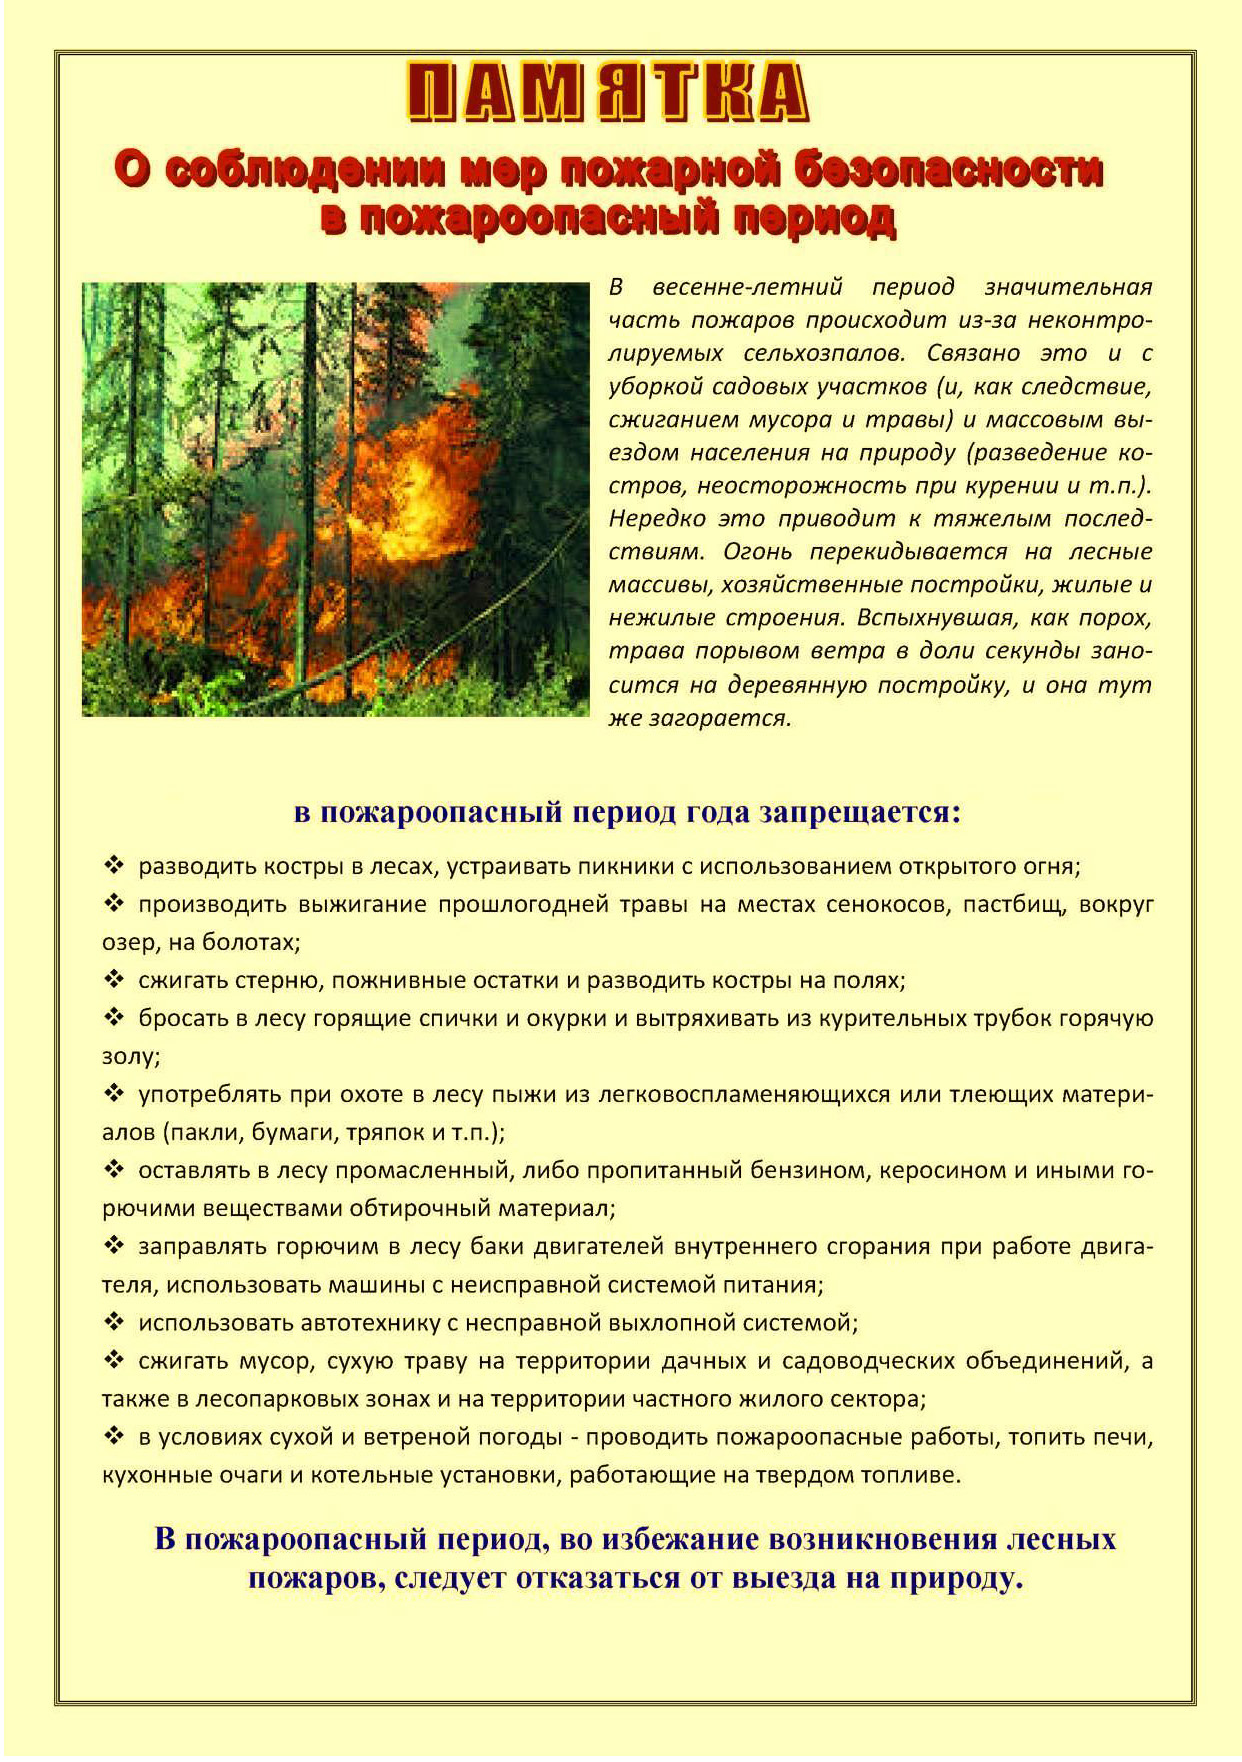 ПАМЯТКА
О соблюдении мер пожарной безопасности
в пожароопасный период
В весенне-летний период значительная
часть пожаров происходит из-за неконтро-
лируемых сельхозпалов. Связано это и с
уборкой садовых участков (и, как следствие,
сжиганием мусора и травы) и массовым вы-
ездом населения на природу (разведение ко-
стров, неосторожность при курении и т.п.).
Нередко это приводит к тяжелым послед-
ствиям. Огонь перекидывается на лесные
массивы, хозяйственные постройки, жилые и
нежилые строения. Вспыхнувшая, как порох,
трава порывом ветра в доли секунды зано-
сится на деревянную постройку, и она тут
же загорается.
в пожароопасный период года запрещается:
❖ разводить костры в лесах, устраивать пикники с использованием открытого огня;
❖ производить выжигание прошлогодней травы на местах сенокосов, пастбищ, вокруг
озер, на болотах;
❖ сжигать стерню, пожнивные остатки и разводить костры на полях;
❖ бросать в лесу горящие спички и окурки и вытряхивать из курительных трубок горячую
золу;
❖ употреблять при охоте в лесу пыжи из легковоспламеняющихся или тлеющих матери-
алов (пакли, бумаги, тряпок и т.п.);
❖ оставлять в лесу промасленный, либо пропитанный бензином, керосином и иными го-
рючими веществами обтирочный материал;
❖ заправлять горючим в лесу баки двигателей внутреннего сгорания при работе двига-
теля, использовать машины с неисправной системой питания;
❖ использовать автотехнику с несправной выхлопной системой;
❖ сжигать мусор, сухую траву на территории дачных и садоводческих объединений, а
также в лесопарковых зонах и на территории частного жилого сектора;
❖ в условиях сухой и ветреной погоды - проводить пожароопасные работы, топить печи,
кухонные очаги и котельные установки, работающие на твердом топливе.
В пожароопасный период, во избежание возникновения лесных
пожаров, следует отказаться от выезда на природу.